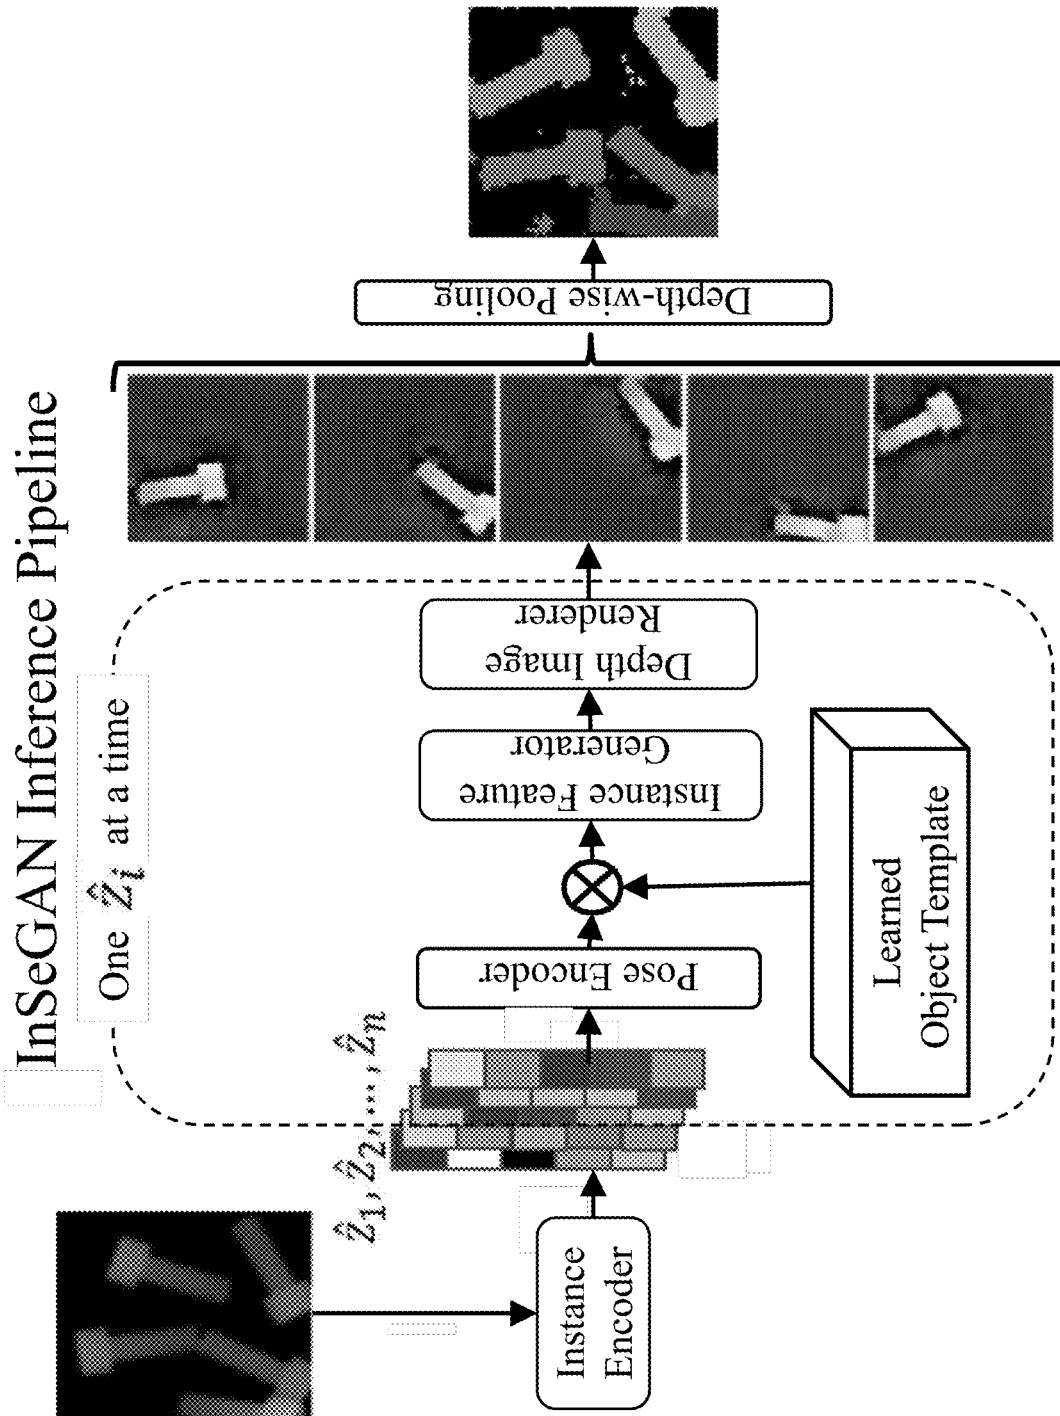 InSeGAN Inference Pipeline
One ẑᵢ at a time
ẑ₁, ẑ₂, ..., ẑₙ
Instance
Encoder
Pose Encoder
Learned
Object Template
Instance Feature
Generator
Depth Image
Renderer
Depth-wise Pooling